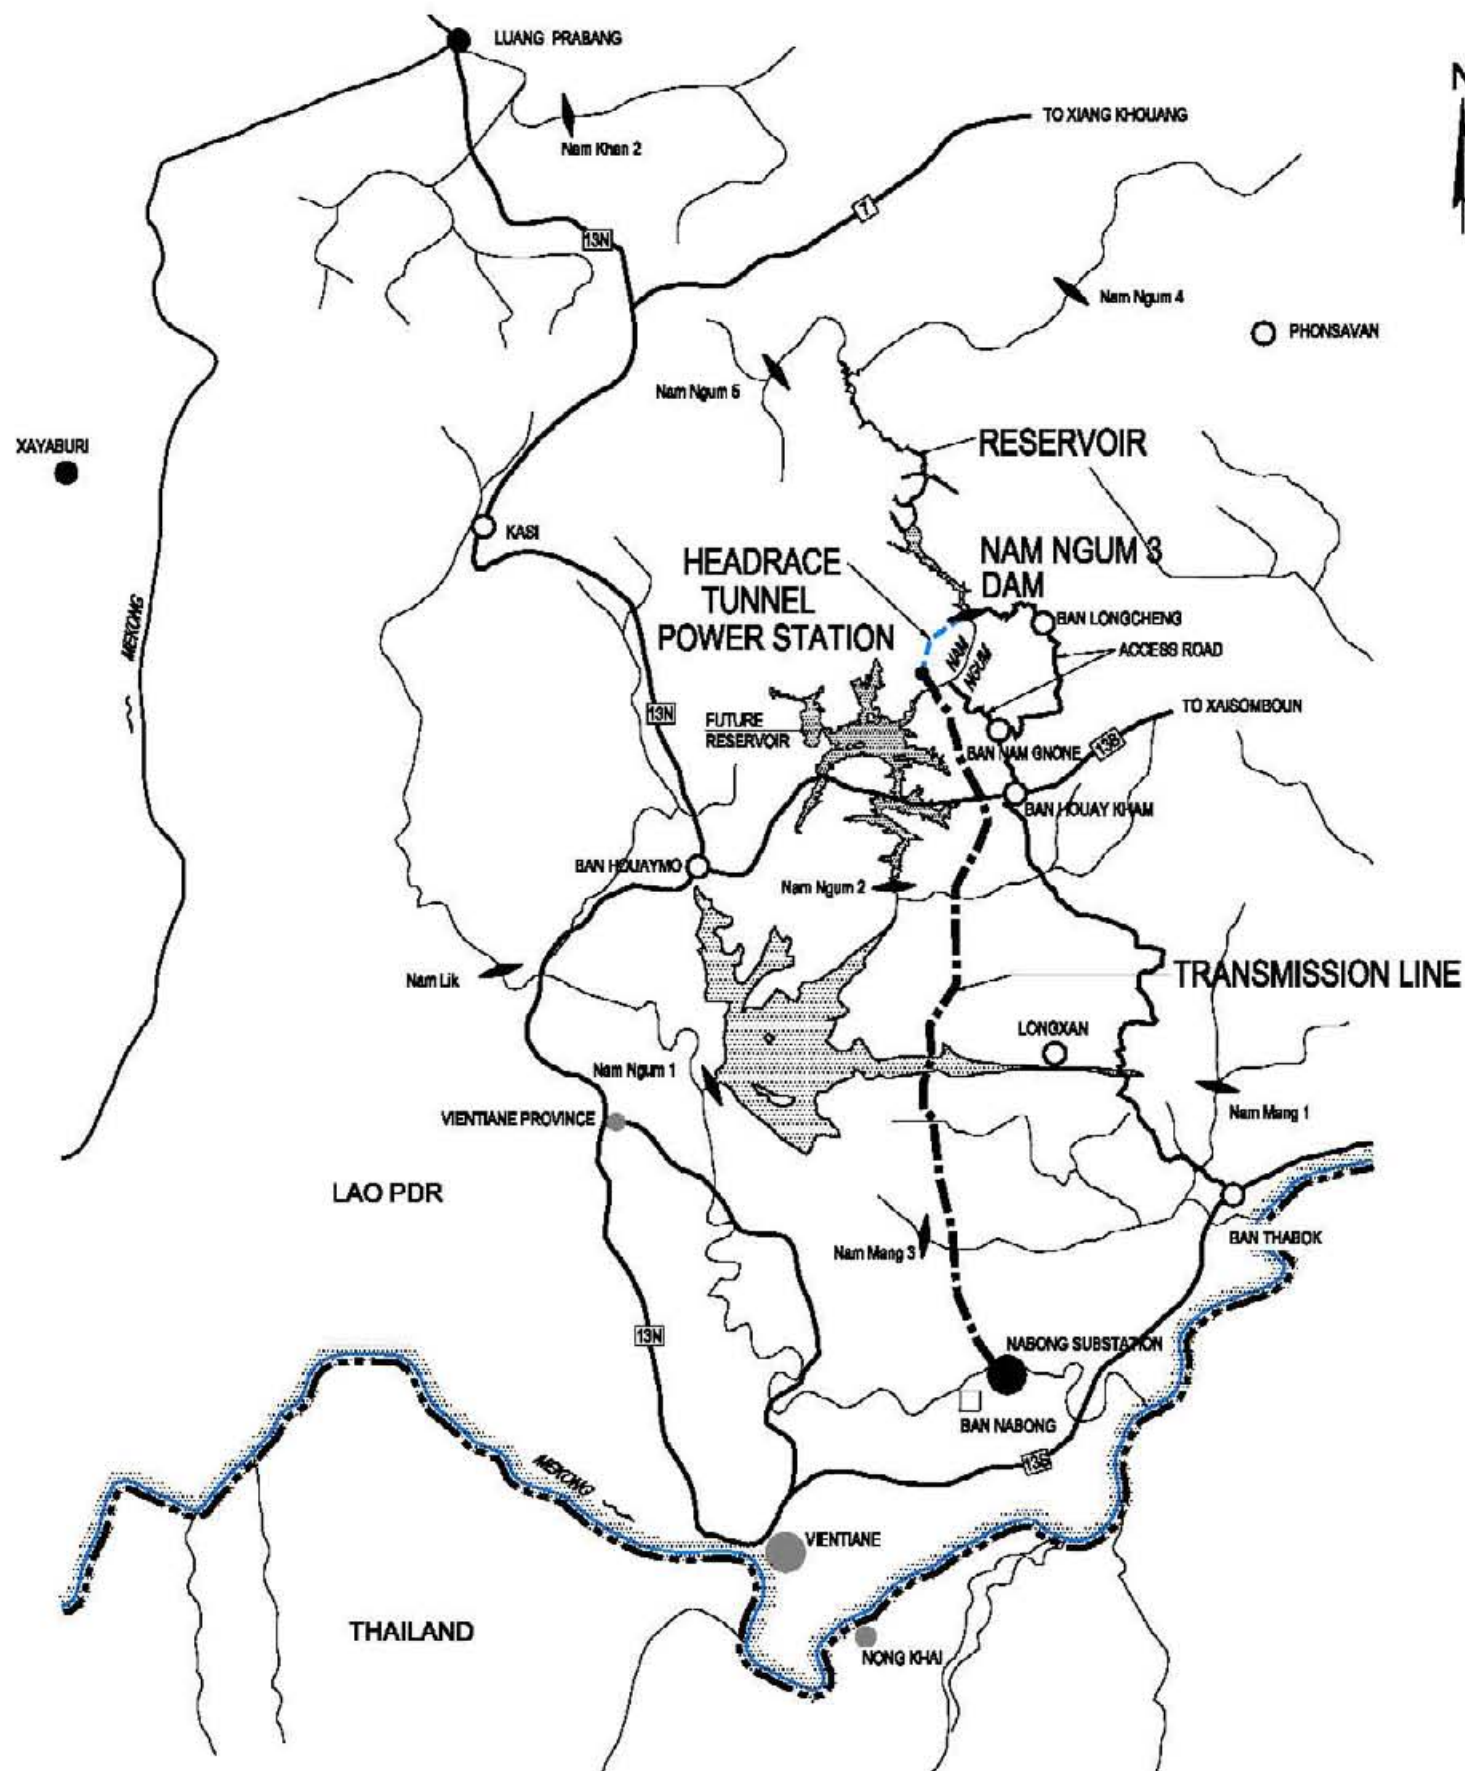 LUANG PRABANG
N
TO XIANG KHOUANG
Nam Khan 2
7
13N
Nam Ngum 4
PHONSAVAN
Nam Ngum 5
XAYABURI
RESERVOIR
KASI
NAM NGUM 3
DAM
HEADRACE
TUNNEL
POWER STATION
MEKONG
BAN LONGCHENG
NAM
NGUM
ACCESS ROAD
TO XAISOMBOUN
13N
FUTURE
RESERVOIR
BAN NAM GNONE
13B
BAN HOUAY KHAM
BAN HOUAYMO
Nam Ngum 2
Nam Lik
TRANSMISSION LINE
LONGXAN
Nam Ngum 1
Nam Mang 1
VIENTIANE PROVINCE
LAO PDR
BAN THABOK
Nam Mang 3
13N
NABONG SUBSTATION
BAN NABONG
13S
MEKONG
VIENTIANE
THAILAND
NONG KHAI